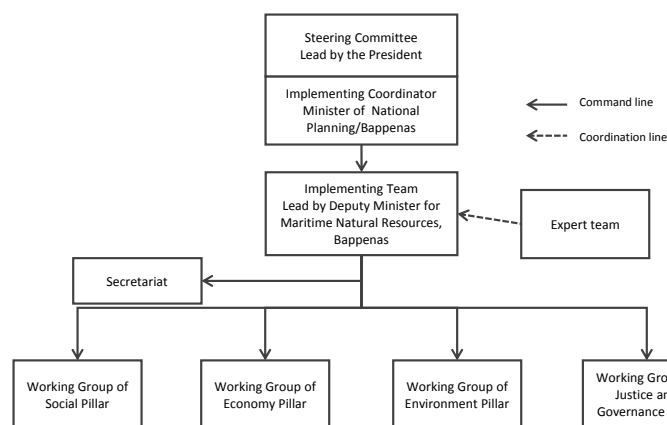 Steering Committee
Lead by the President
Implementing Coordinator
Minister of National
Planning/Bappenas
Command line
Coordination line
Implementing Team
Lead by Deputy Minister for
Maritime Natural Resources,
Bappenas
Expert team
Secretariat
Working Group of
Social Pillar
Working Group of
Economy Pillar
Working Group of
Environment Pillar
Working
Justice
Governance